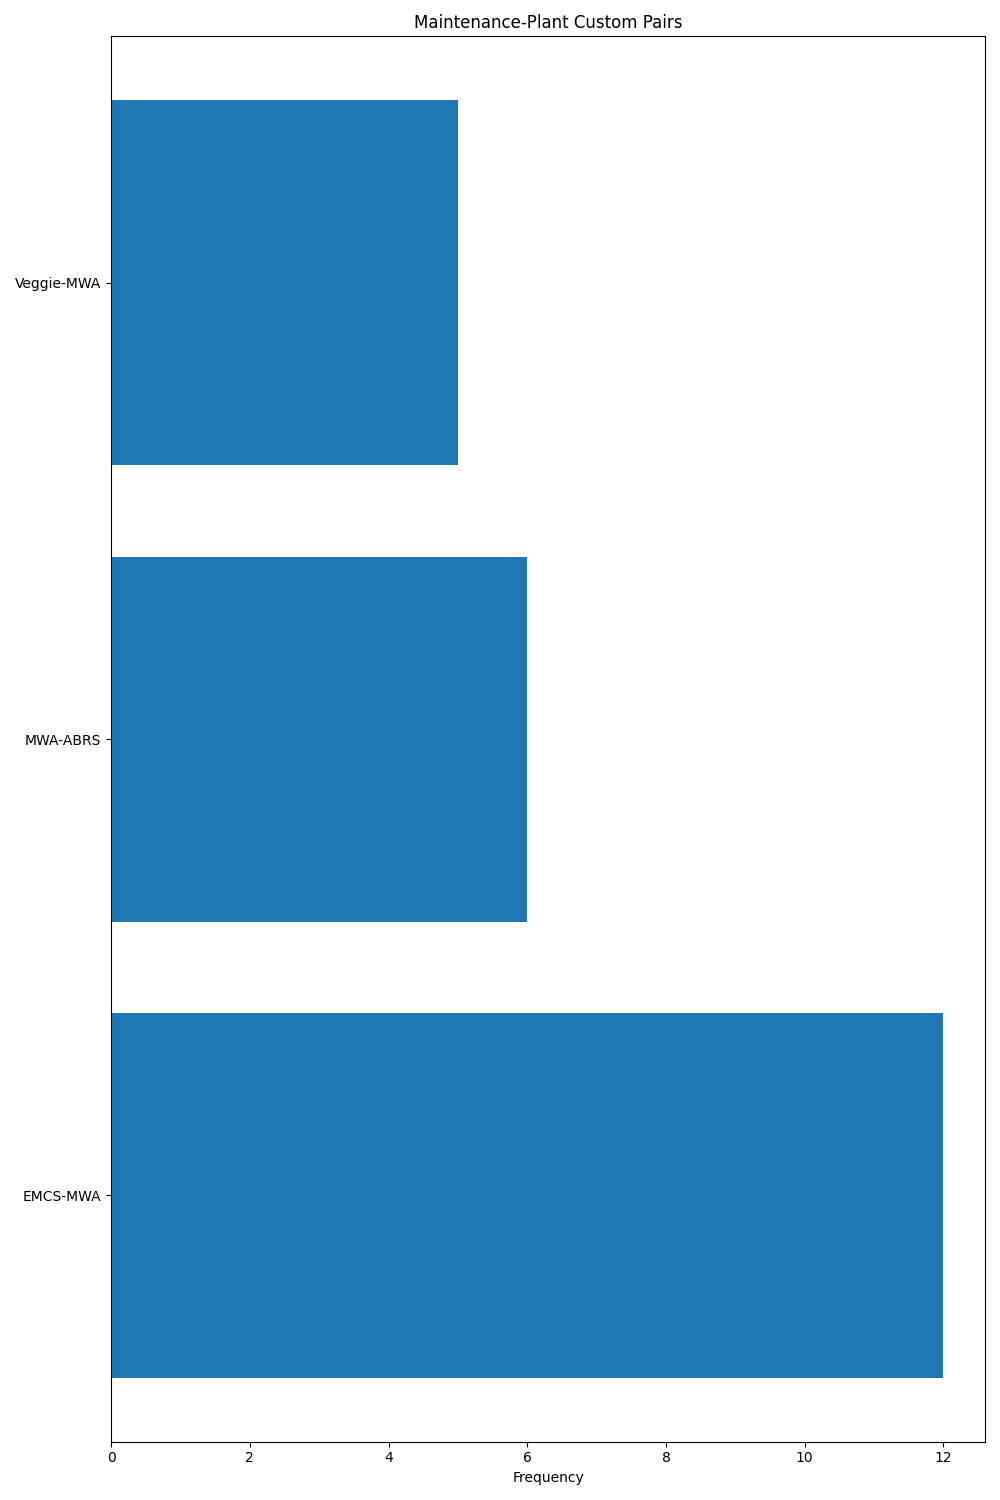 Maintenance-Plant Custom Pairs
Veggie-MWA
MWA-ABRS
EMCS-MWA
0 2 4 6 8 10 12
Frequency